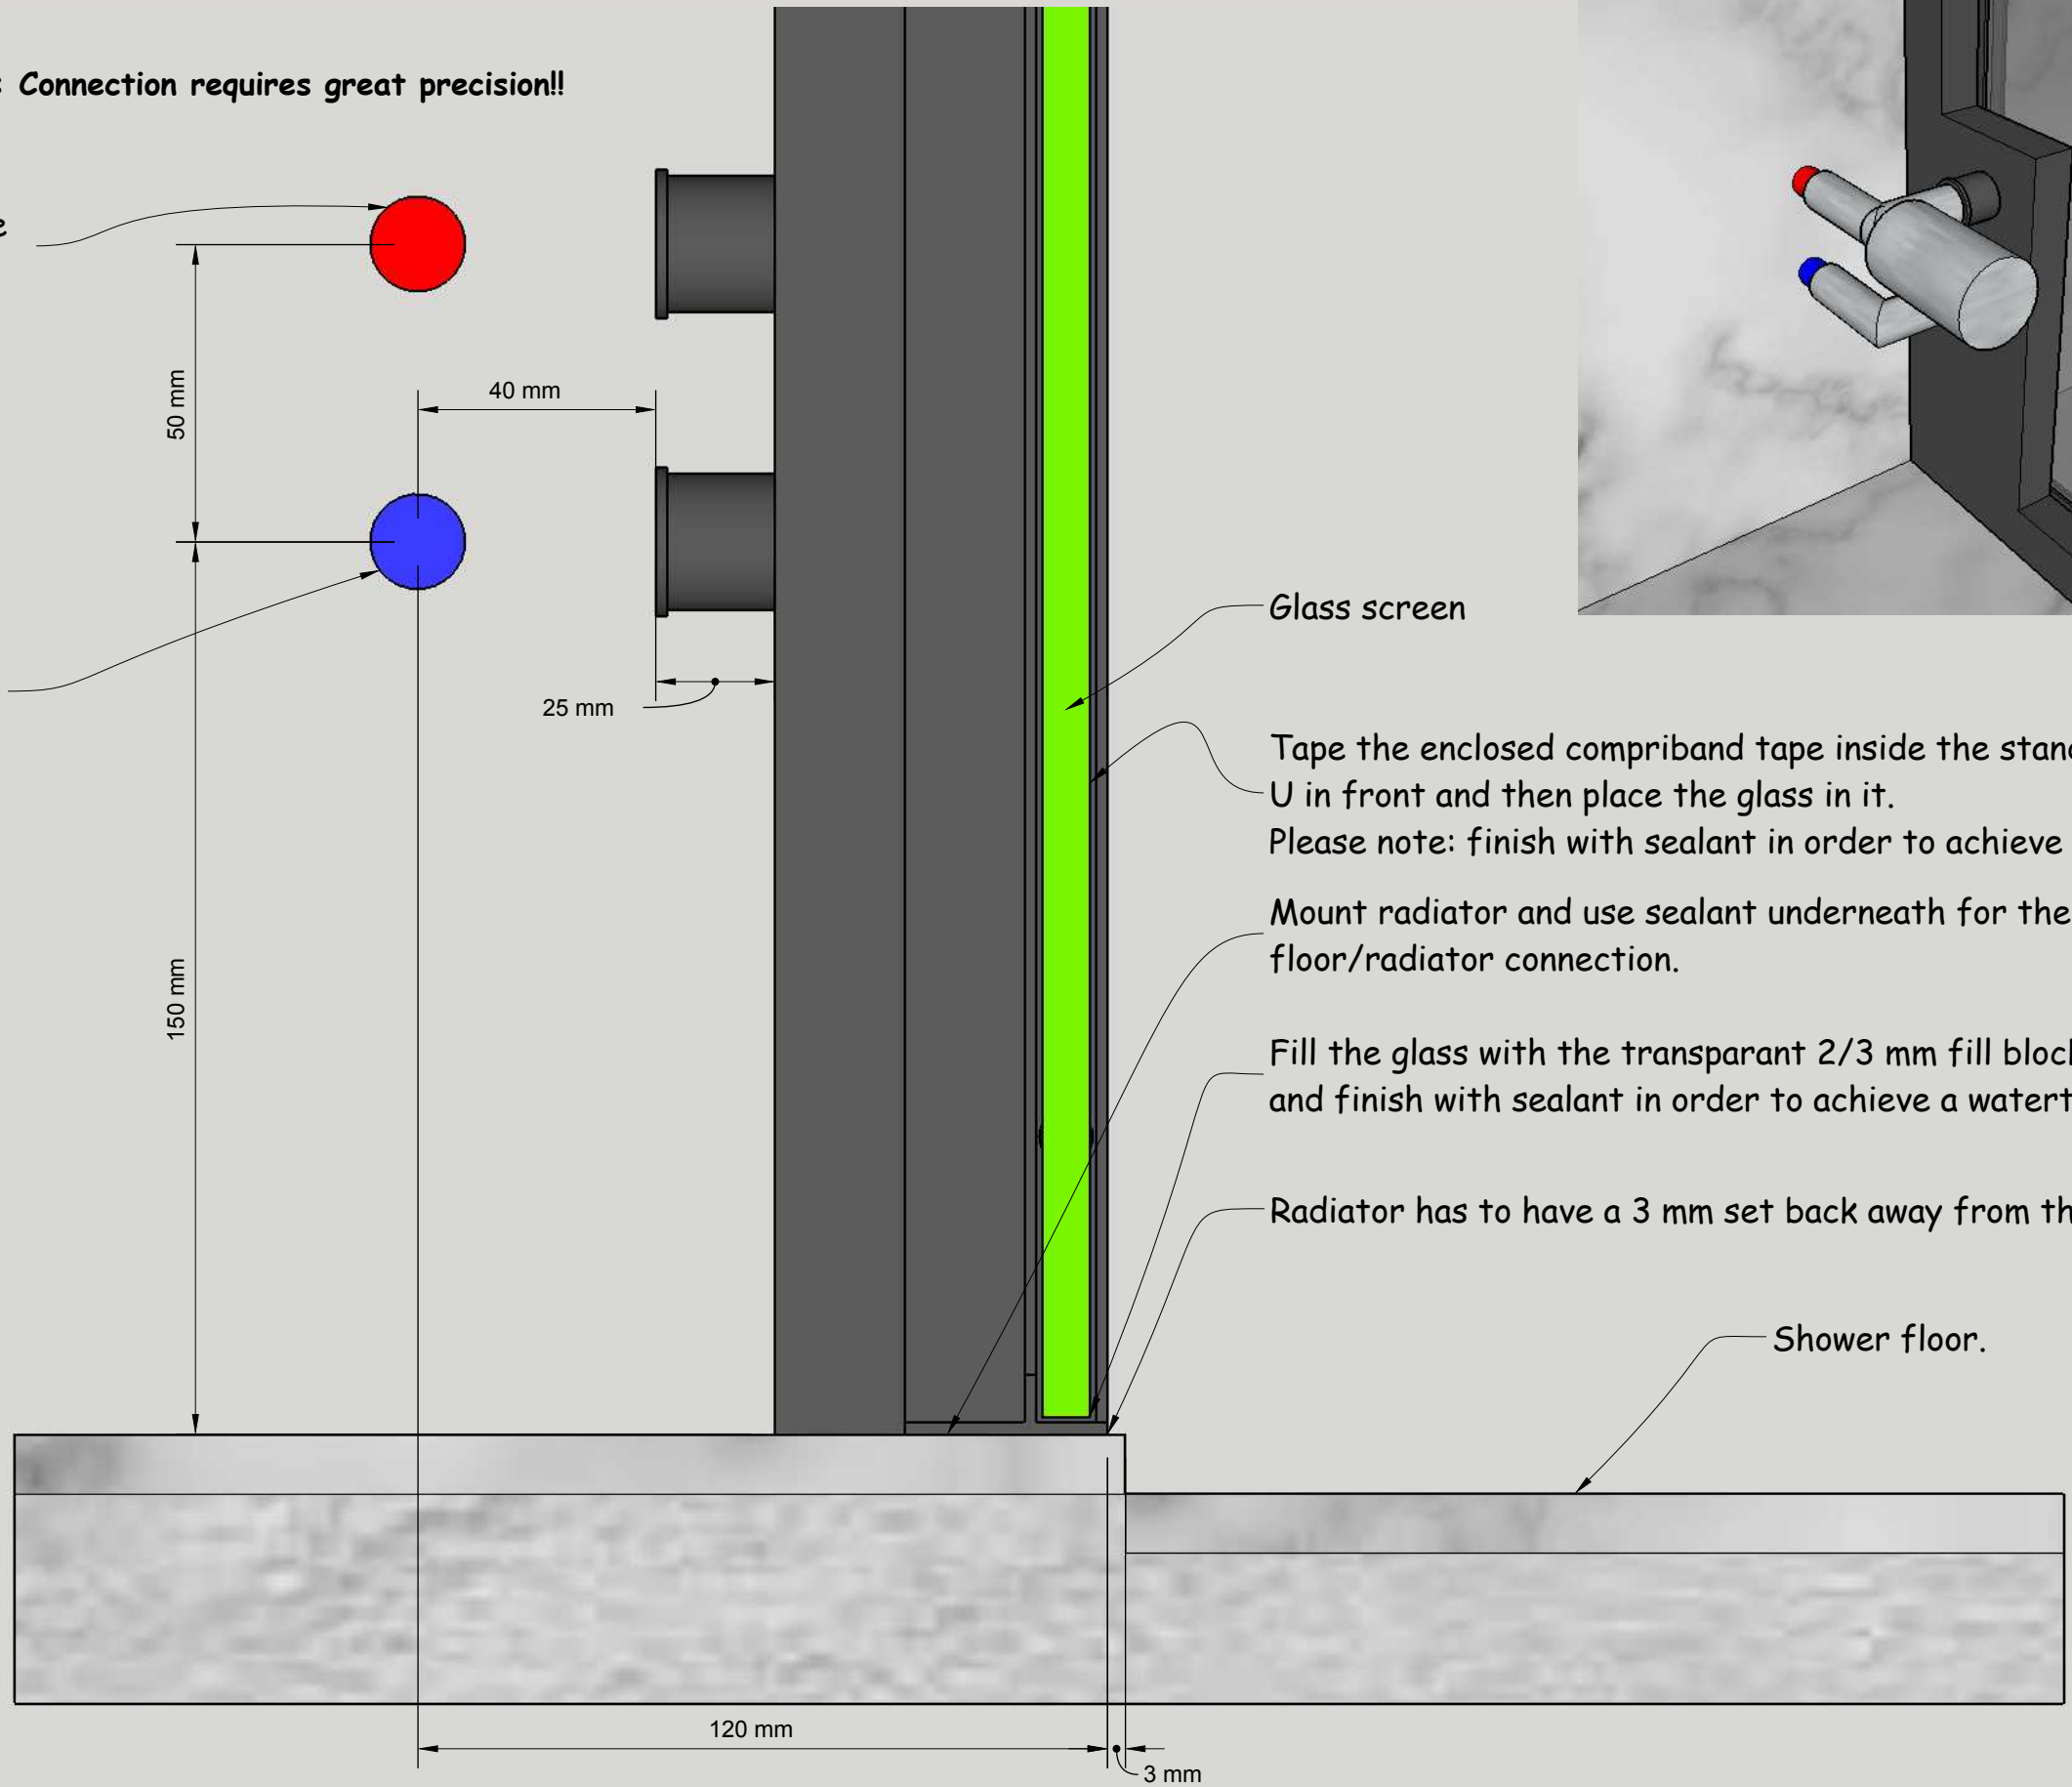 : Connection requires great precision!!
e
50 mm
40 mm
25 mm
150 mm
Glass screen
Tape the enclosed compriband tape inside the stand
U in front and then place the glass in it.
Please note: finish with sealant in order to achieve
Mount radiator and use sealant underneath for the
floor/radiator connection.
Fill the glass with the transparant 2/3 mm fill block
and finish with sealant in order to achieve a watert
Radiator has to have a 3 mm set back away from th
Shower floor.
120 mm
3 mm